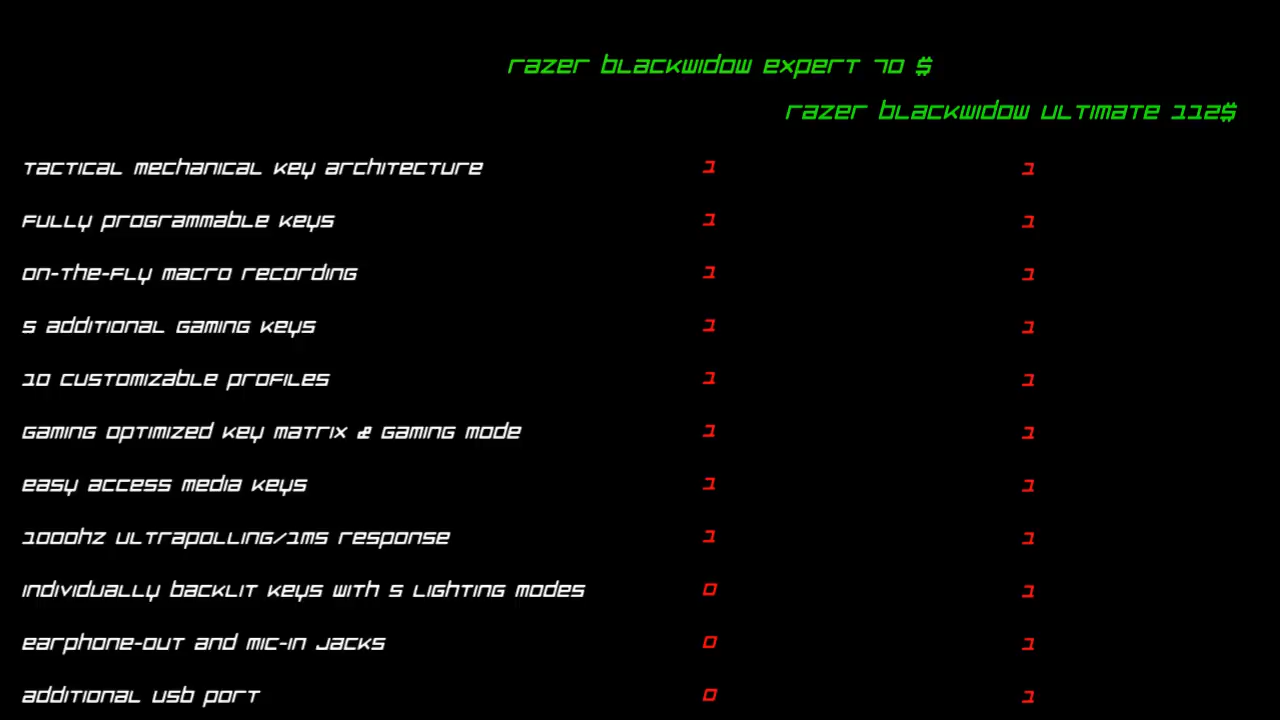 razer blackwidow expert 70 $
razer blackwidow ultimate 112$
tactical mechanical key architecture 1 1
fully programmable keys 1 1
on-the-fly macro recording 1 1
5 additional gaming keys 1 1
10 customizable profiles 1 1
gaming optimized key matrix & gaming mode 1 1
easy access media keys 1 1
1000hz ultrapolling/1ms response 1 1
individually backlit keys with 5 lighting modes 0 1
earphone-out and mic-in jacks 0 1
additional usb port 0 1